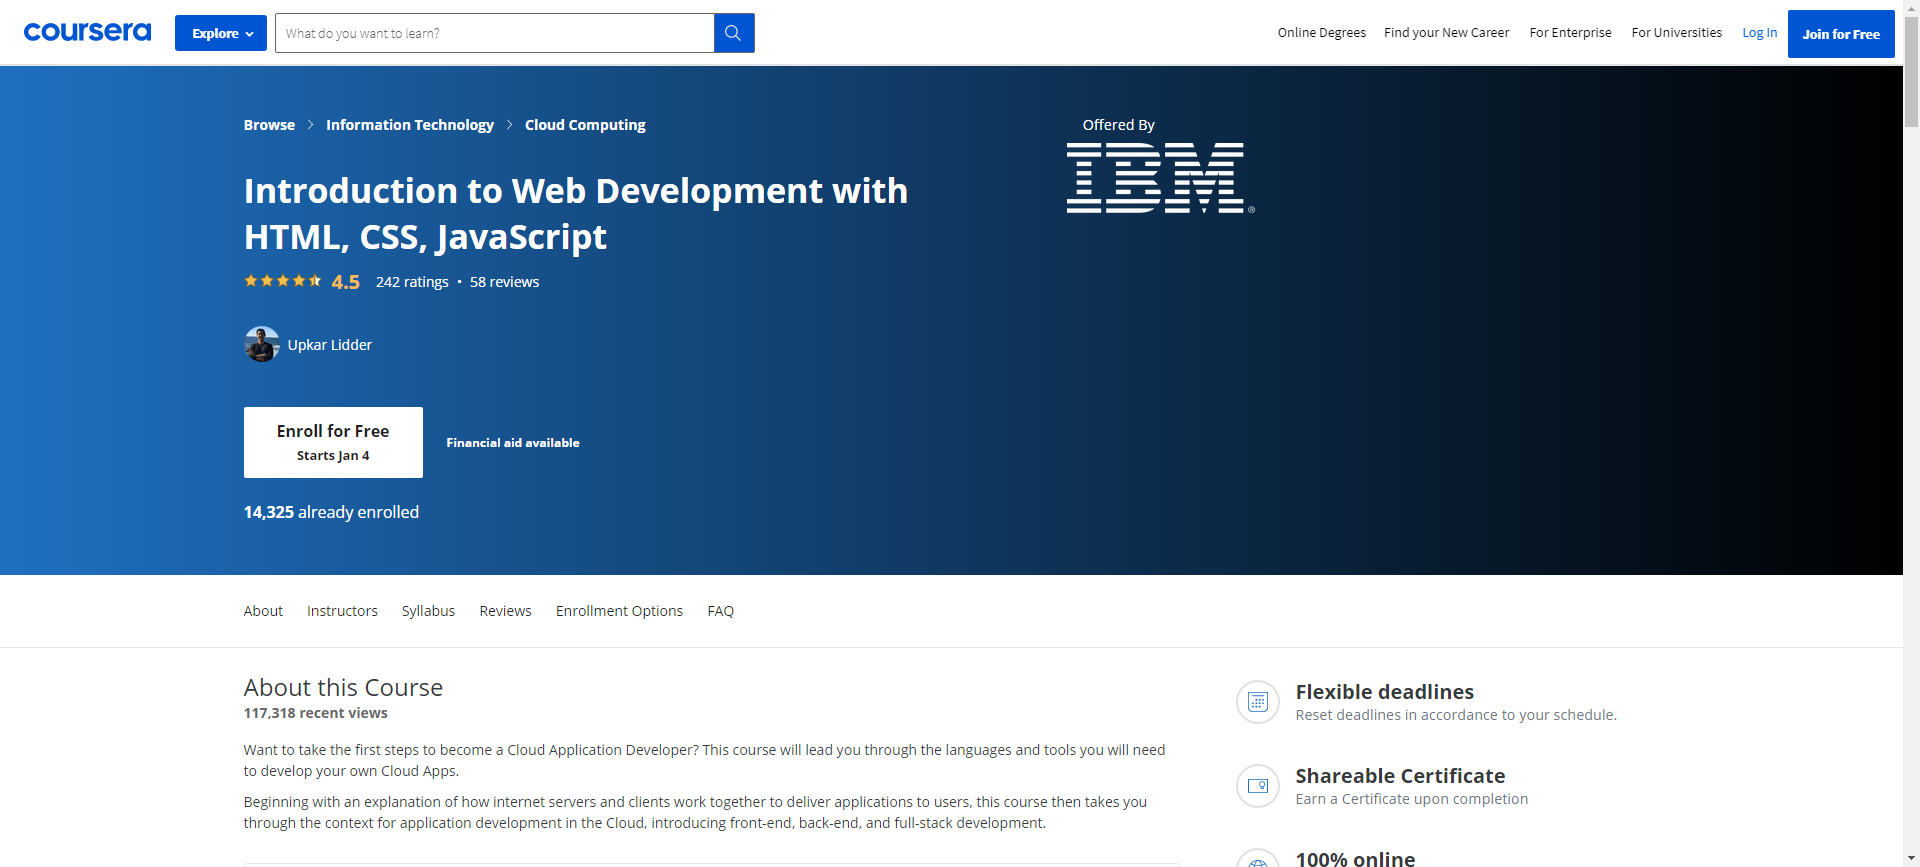 coursera
Explore
What do you want to learn?
Online Degrees
Find your New Career
For Enterprise
For Universities
Log In
Join for Free
Browse
Information Technology
Cloud Computing
Offered By
IBM®
Introduction to Web Development with
HTML, CSS, JavaScript
4.5
242 ratings • 58 reviews
Upkar Lidder
Enroll for Free
Starts Jan 4
Financial aid available
14,325 already enrolled
About
Instructors
Syllabus
Reviews
Enrollment Options
FAQ
About this Course
117,318 recent views
Want to take the first steps to become a Cloud Application Developer? This course will lead you through the languages and tools you will need
to develop your own Cloud Apps.
Beginning with an explanation of how internet servers and clients work together to deliver applications to users, this course then takes you
through the context for application development in the Cloud, introducing front-end, back-end, and full-stack development.
Flexible deadlines
Reset deadlines in accordance to your schedule.
Shareable Certificate
Earn a Certificate upon completion
100% online